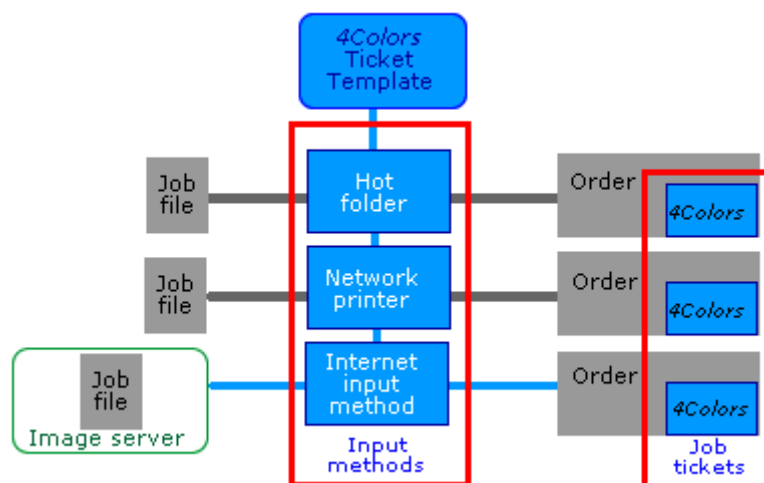 4Colors
Ticket
Template
Job
file
Hot
folder
Order
4Colors
Job
file
Network
printer
Order
4Colors
Job
file
Image server
Internet
input
method
Order
4Colors
Input
methods
Job
tickets